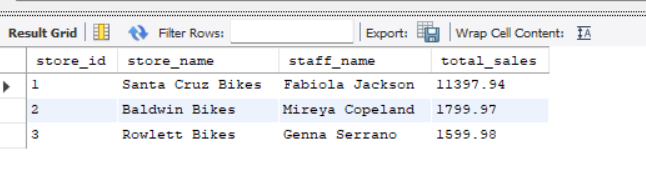 Result Grid Filter Rows: Export: Wrap Cell Content: IA
store_id store_name staff_name total_sales
1 Santa Cruz Bikes Fabiola Jackson 11397.94
2 Baldwin Bikes Mireya Copeland 1799.97
3 Rowlett Bikes Genna Serrano 1599.98